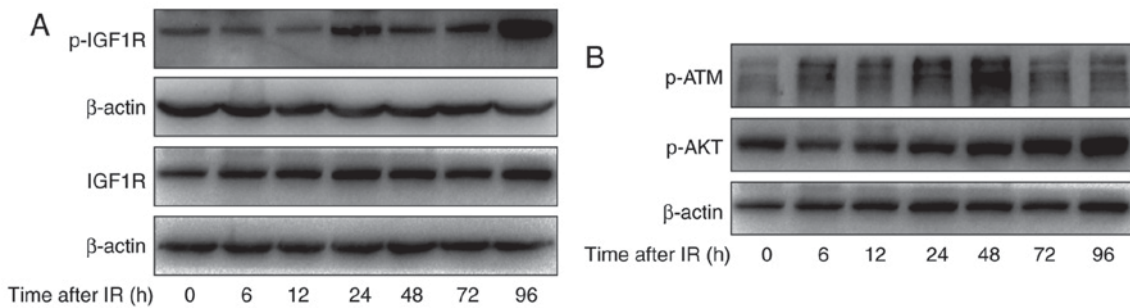 A
p-IGF1R
β-actin
IGF1R
β-actin
Time after IR (h) 0 6 12 24 48 72 96
B
p-ATM
p-AKT
β-actin
Time after IR (h) 0 6 12 24 48 72 96